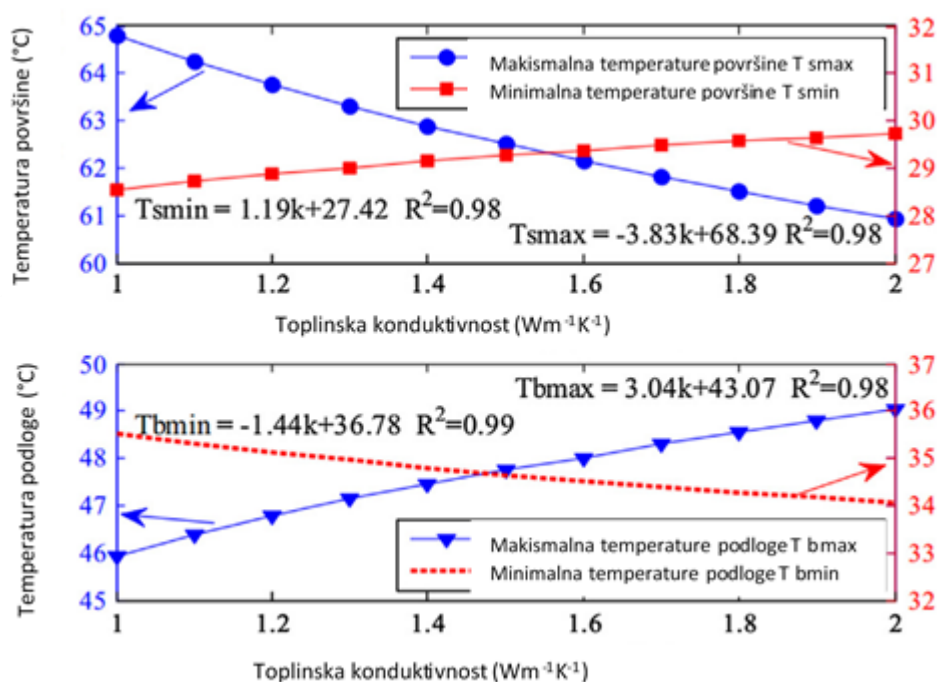 Temperatura površine (°C)
65
64
63
62
61
60
32
31
30
29
28
27
Makismalna temperature površine T smax
Minimalna temperature površine T smin
Tsmin = 1.19k+27.42 R²=0.98
Tsmax = -3.83k+68.39 R²=0.98
1 1.2 1.4 1.6 1.8 2
Toplinska konduktivnost (Wm⁻¹K⁻¹)
Temperatura podloge (°C)
50
49
48
47
46
45
37
36
35
34
33
32
Tbmax = 3.04k+43.07 R²=0.98
Tbmin = -1.44k+36.78 R²=0.99
Makismalna temperature podloge T bmax
Minimalna temperature podloge T bmin
1 1.2 1.4 1.6 1.8 2
Toplinska konduktivnost (Wm⁻¹K⁻¹)